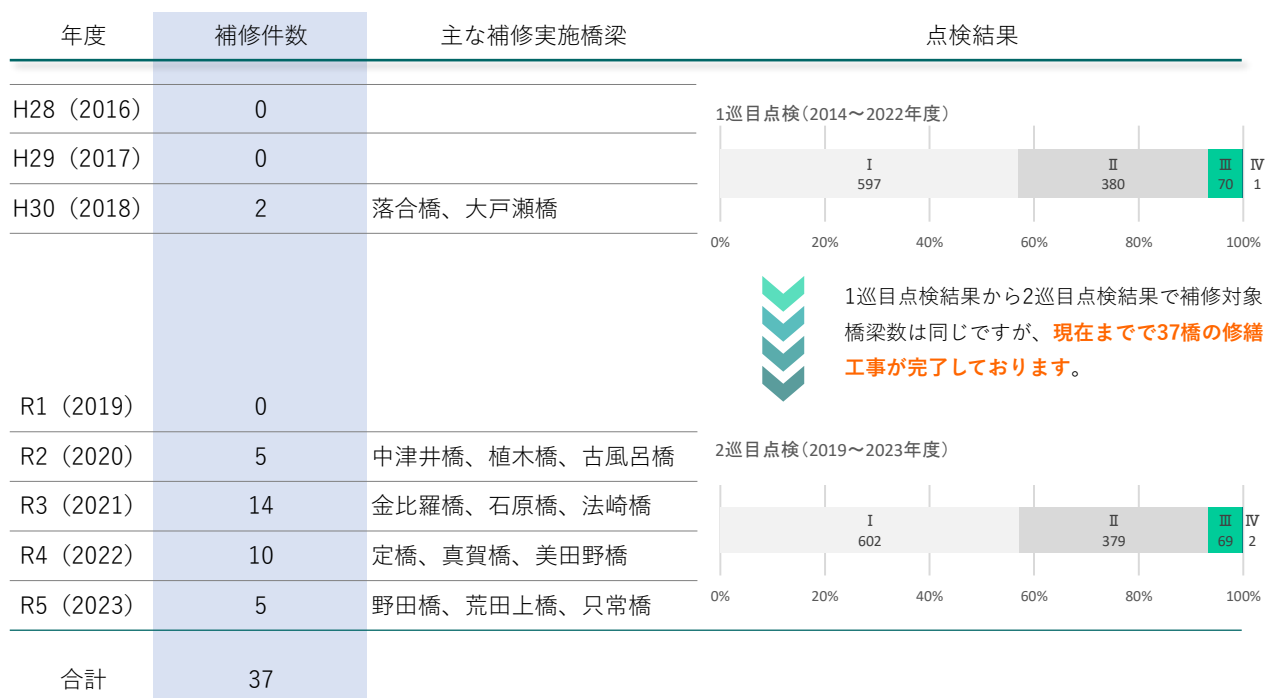 年度 補修件数 主な補修実施橋梁 点検結果
H28（2016） 0
H29（2017） 0
H30（2018） 2 落合橋、大戸瀬橋
1巡目点検（2014～2022年度）
Ⅰ Ⅱ Ⅲ Ⅳ
597 380 70 1
0% 20% 40% 60% 80% 100%
1巡目点検結果から2巡目点検結果で補修対象
橋梁数は同じですが、現在までで37橋の修繕
工事が完了しております。
R1（2019） 0
R2（2020） 5 中津井橋、植木橋、古風呂橋
R3（2021） 14 金比羅橋、石原橋、法崎橋
R4（2022） 10 定橋、真賀橋、美田野橋
R5（2023） 5 野田橋、荒田上橋、只常橋
2巡目点検（2019～2023年度）
Ⅰ Ⅱ Ⅲ Ⅳ
602 379 69 2
0% 20% 40% 60% 80% 100%
合計 37